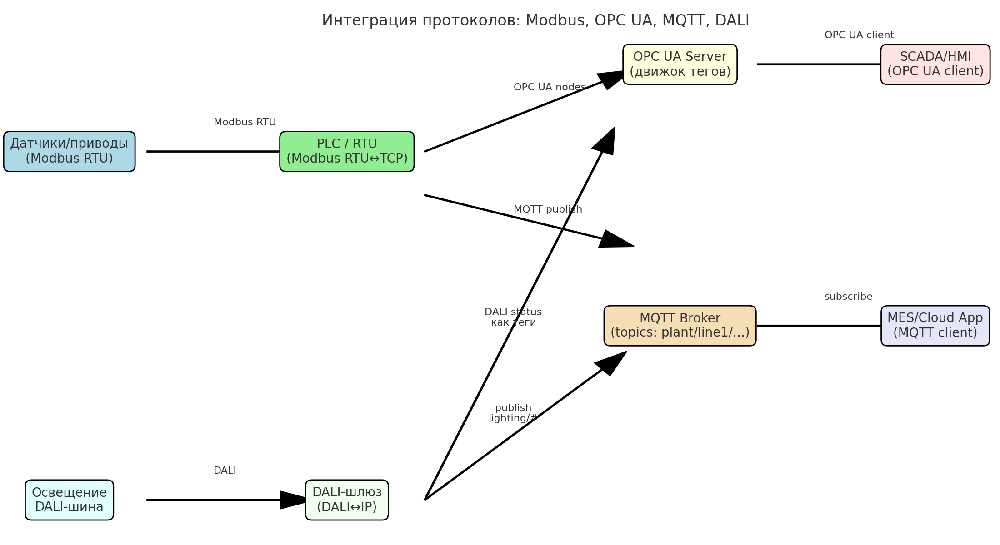 Интеграция протоколов: Modbus, OPC UA, MQTT, DALI
OPC UA client
OPC UA Server
(движок тегов)
SCADA/HMI
(OPC UA client)
OPC UA nodes
Modbus RTU
Датчики/приводы
(Modbus RTU)
PLC / RTU
(Modbus RTU↔TCP)
MQTT publish
subscribe
DALI status
как теги
MQTT Broker
(topics: plant/line1/...)
MES/Cloud App
(MQTT client)
publish
lighting/#
DALI
Освещение
DALI-шина
DALI-шлюз
(DALI↔IP)